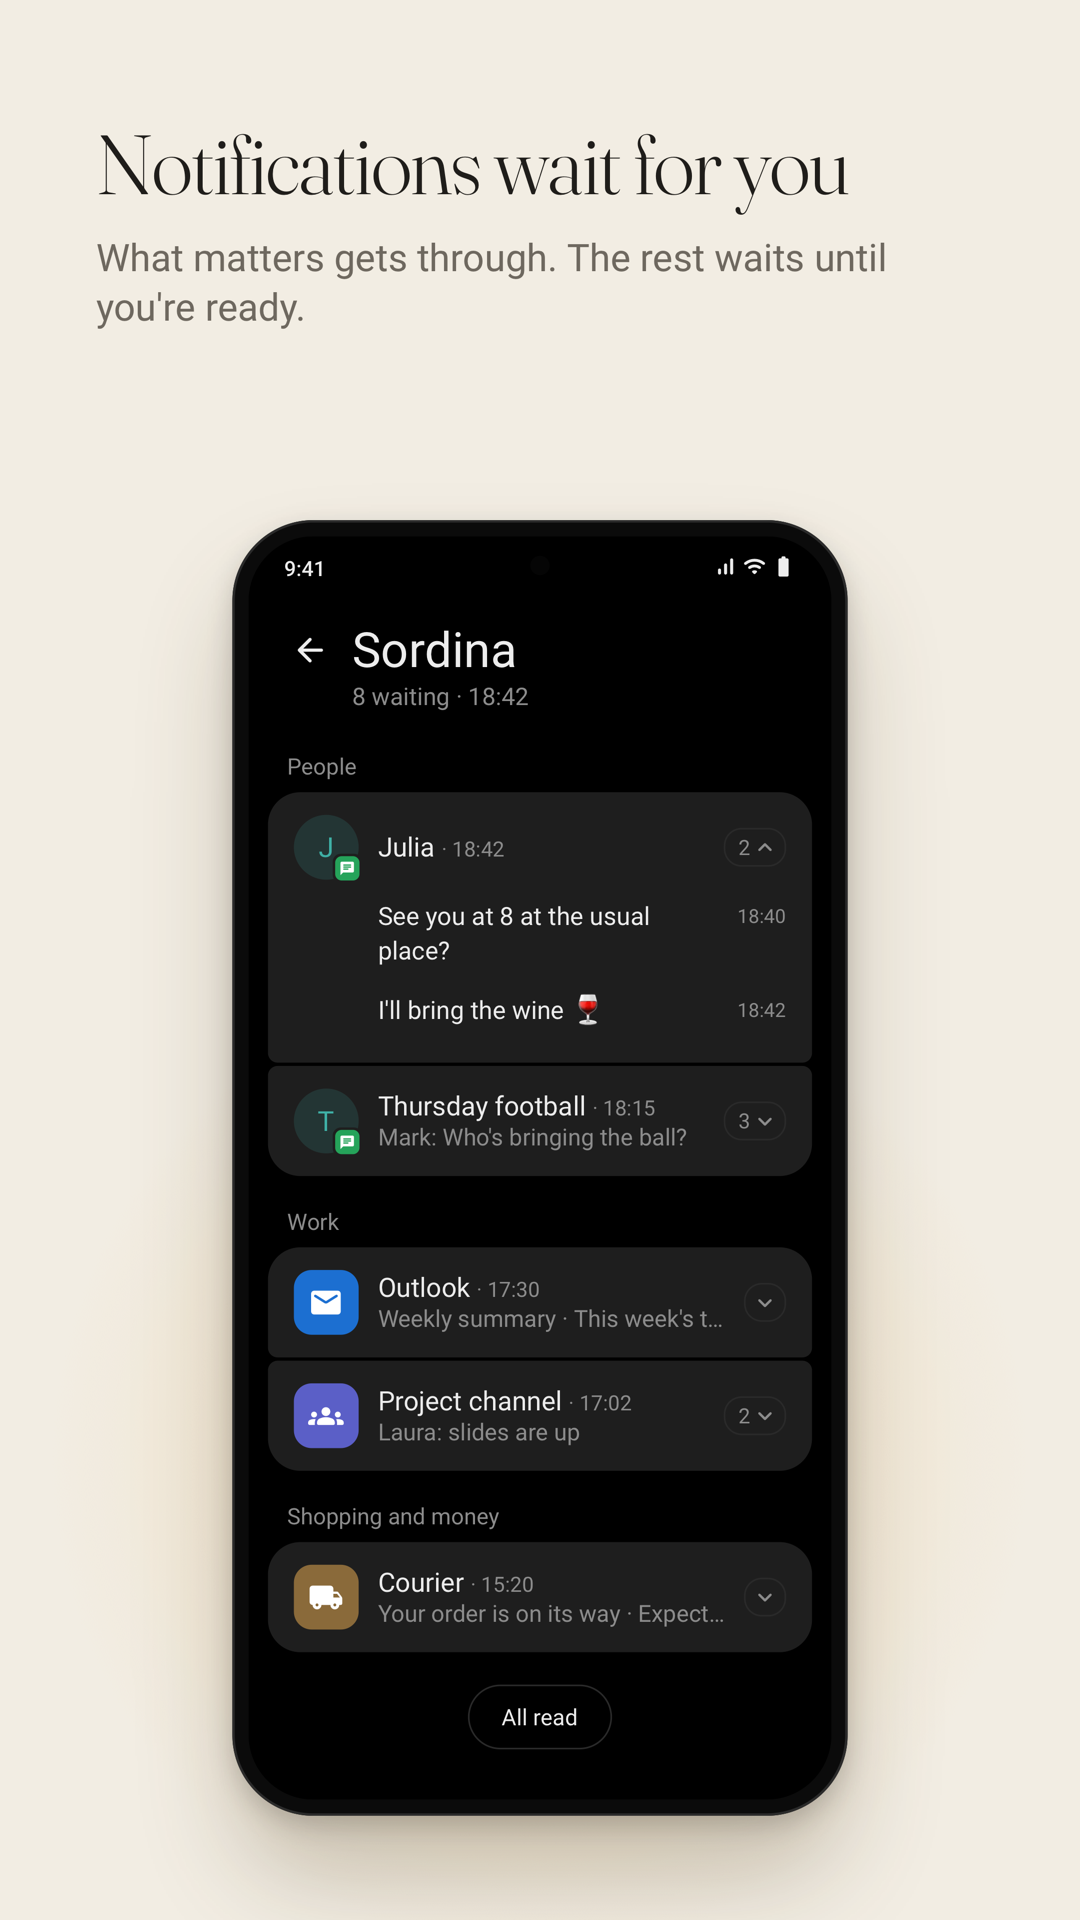 Notifications wait for you
What matters gets through. The rest waits until
you're ready.
9:41
Sordina
8 waiting · 18:42
People
J
Julia · 18:42
2
See you at 8 at the usual
place?
18:40
I'll bring the wine 🍷
18:42
T
Thursday football · 18:15
Mark: Who's bringing the ball?
3
Work
Outlook · 17:30
Weekly summary · This week's t...
Project channel · 17:02
Laura: slides are up
2
Shopping and money
Courier · 15:20
Your order is on its way · Expect...
All read